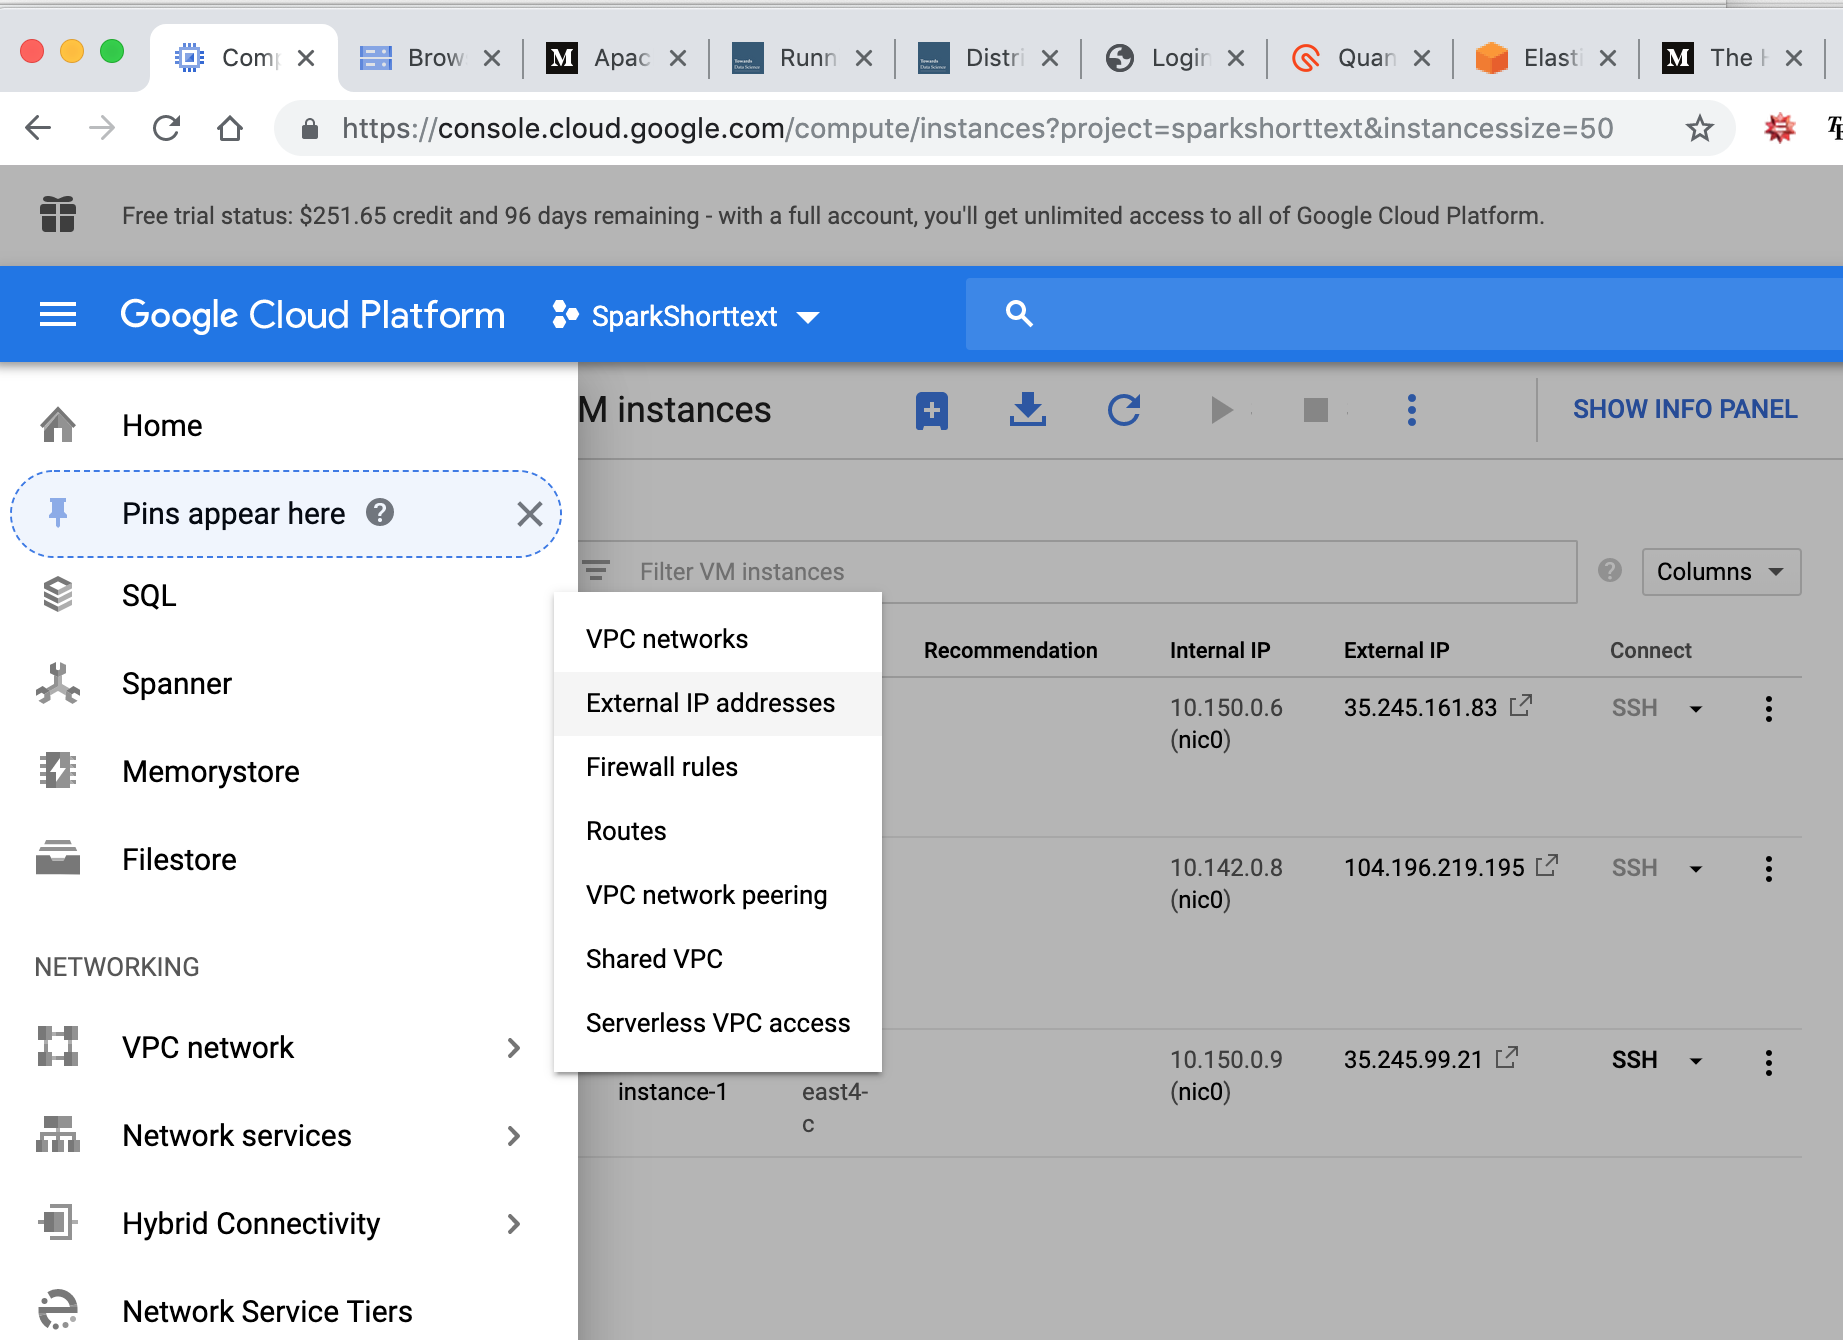 Comp
Brow
M
Apac
Runn
Distri
Login
Quan
Elasti
M
The
https://console.cloud.google.com/compute/instances?project=sparkshorttext&instancessize=50
Free trial status: $251.65 credit and 96 days remaining - with a full account, you'll get unlimited access to all of Google Cloud Platform.
Google Cloud Platform
SparkShorttext
Home
Pins appear here ?
SQL
Spanner
Memorystore
Filestore
NETWORKING
VPC network
Network services
Hybrid Connectivity
Network Service Tiers
VPC networks
External IP addresses
Firewall rules
Routes
VPC network peering
Shared VPC
Serverless VPC access
M instances
SHOW INFO PANEL
Filter VM instances
?
Columns
Recommendation Internal IP External IP Connect
10.150.0.6 35.245.161.83 SSH
(nic0)
10.142.0.8 104.196.219.195 SSH
(nic0)
10.150.0.9 35.245.99.21 SSH
instance-1 east4- (nic0)
c